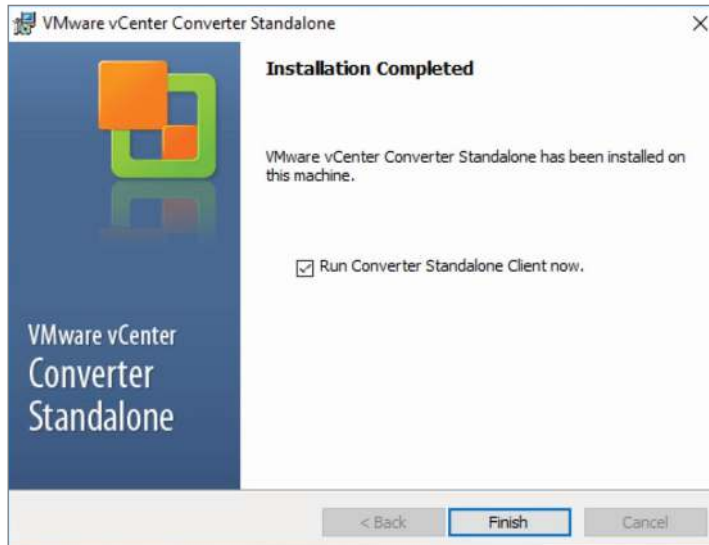 VMware vCenter Converter Standalone
Installation Completed
VMware vCenter Converter Standalone has been installed on
this machine.
Run Converter Standalone Client now.
VMware vCenter
Converter
Standalone
< Back
Finish
Cancel